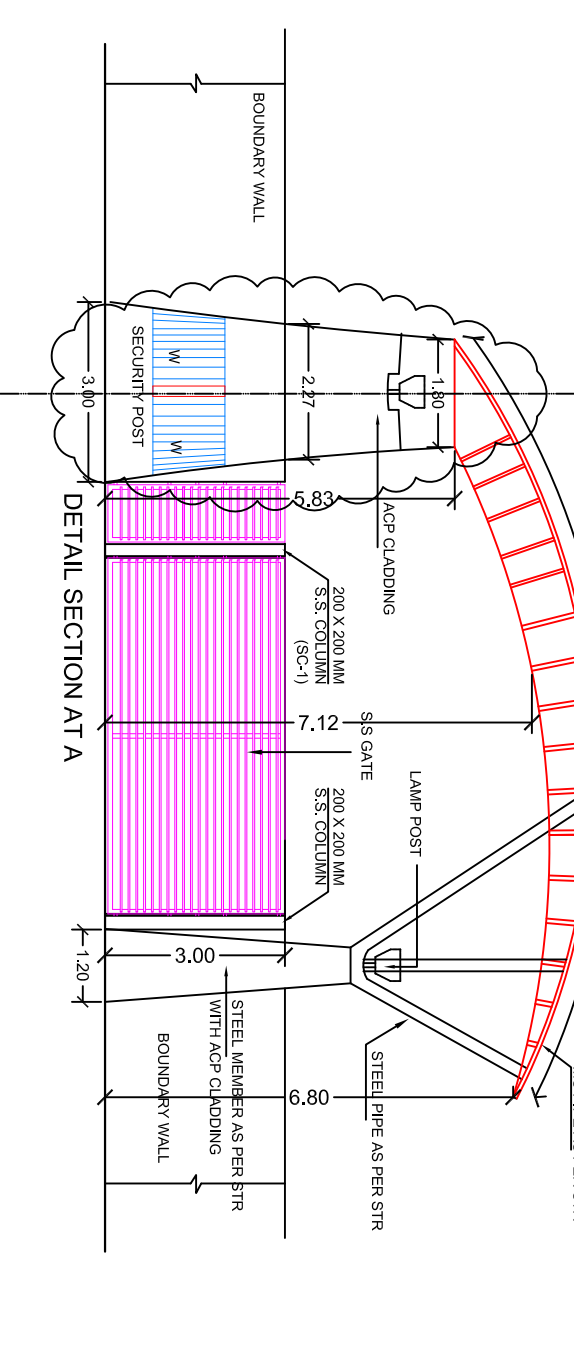 BOUNDARY WALL
SECURITY POST
W
W
3.00
2.27
1.80
5.83
ACP CLADDING
200 X 200 MM
S.S. COLUMN
(SC-1)
7.12
S.S GATE
LAMP POST
200 X 200 MM
S.S. COLUMN
3.00
1.20
STEEL MEMBER AS PER STR
WITH ACP CLADDING
STEEL PIPE AS PER STR
BOUNDARY WALL
6.80
DETAIL SECTION AT A